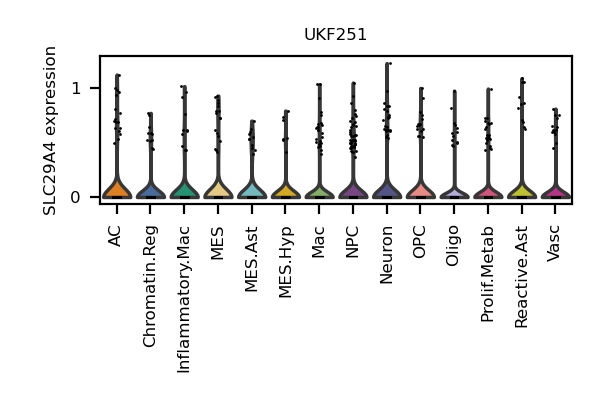 UKF251
SLC29A4 expression
1
0
AC
Chromatin.Reg
Inflammatory.Mac
MES
MES.Ast
MES.Hyp
Mac
NPC
Neuron
OPC
Oligo
Prolif.Metab
Reactive.Ast
Vasc